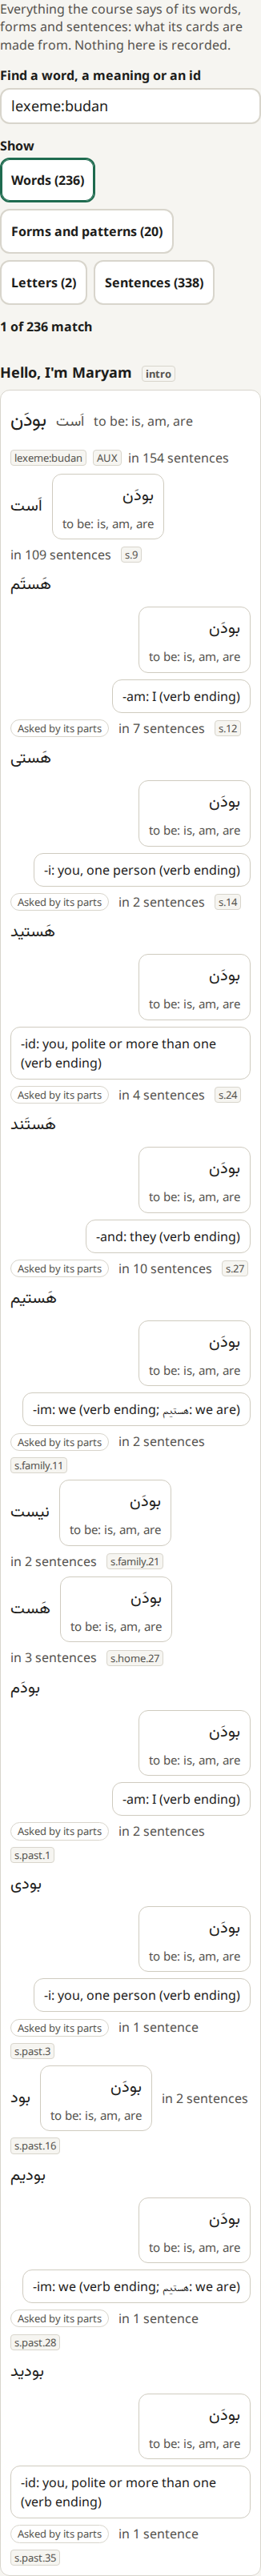 Everything the course says of its words,
forms and sentences: what its cards are
made from. Nothing here is recorded.
Find a word, a meaning or an id
lexeme:budan
Show
Words (236)
Forms and patterns (20)
Letters (2) Sentences (338)
1 of 236 match
Hello, I'm Maryam intro
بودَن اَست to be: is, am, are
lexeme:budan AUX in 154 sentences
اَست بودَن
to be: is, am, are
in 109 sentences s.9
هَستَم
بودَن
to be: is, am, are
-am: I (verb ending)
Asked by its parts in 7 sentences s.12
هَستی
بودَن
to be: is, am, are
-i: you, one person (verb ending)
Asked by its parts in 2 sentences s.14
هَستید
بودَن
to be: is, am, are
-id: you, polite or more than one
(verb ending)
Asked by its parts in 4 sentences s.24
هَستَند
بودَن
to be: is, am, are
-and: they (verb ending)
Asked by its parts in 10 sentences s.27
هَستیم
بودَن
to be: is, am, are
-im: we (verb ending; هستیم: we are)
Asked by its parts in 2 sentences
s.family.11
نیست بودَن
to be: is, am, are
in 2 sentences s.family.21
هَست بودَن
to be: is, am, are
in 3 sentences s.home.27
بودَم
بودَن
to be: is, am, are
-am: I (verb ending)
Asked by its parts in 2 sentences
s.past.1
بودی
بودَن
to be: is, am, are
-i: you, one person (verb ending)
Asked by its parts in 1 sentence
s.past.3
بود بودَن in 2 sentences
to be: is, am, are
s.past.16
بودیم
بودَن
to be: is, am, are
-im: we (verb ending; هستیم: we are)
Asked by its parts in 1 sentence
s.past.28
بودید
بودَن
to be: is, am, are
-id: you, polite or more than one
(verb ending)
Asked by its parts in 1 sentence
s.past.35